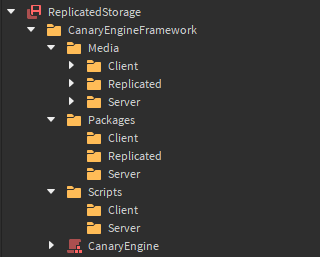 ReplicatedStorage
CanaryEngineFramework
Media
Client
Replicated
Server
Packages
Client
Replicated
Server
Scripts
Client
Server
CanaryEngine